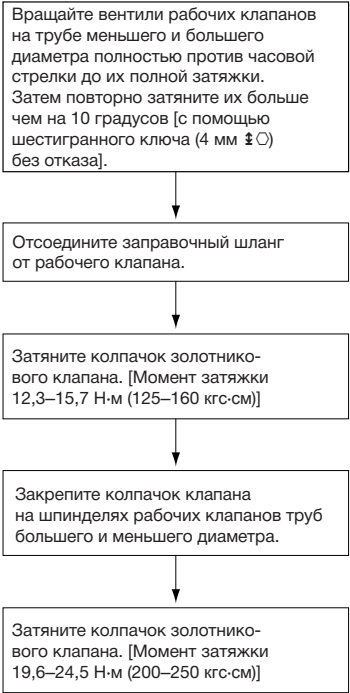 Вращайте вентили рабочих клапанов
на трубе меньшего и большего
диаметра полностью против часовой
стрелки до их полной затяжки.
Затем повторно затяните их больше
чем на 10 градусов [с помощью
шестигранного ключа (4 мм ⬡)
без отказа].
Отсоедините заправочный шланг
от рабочего клапана.
Затяните колпачок золотнико-
вого клапана. [Момент затяжки
12,3–15,7 Н·м (125–160 кгс·см)]
Закрепите колпачок клапана
на шпинделях рабочих клапанов труб
большего и меньшего диаметра.
Затяните колпачок золотнико-
вого клапана. [Момент затяжки
19,6–24,5 Н·м (200–250 кгс·см)]